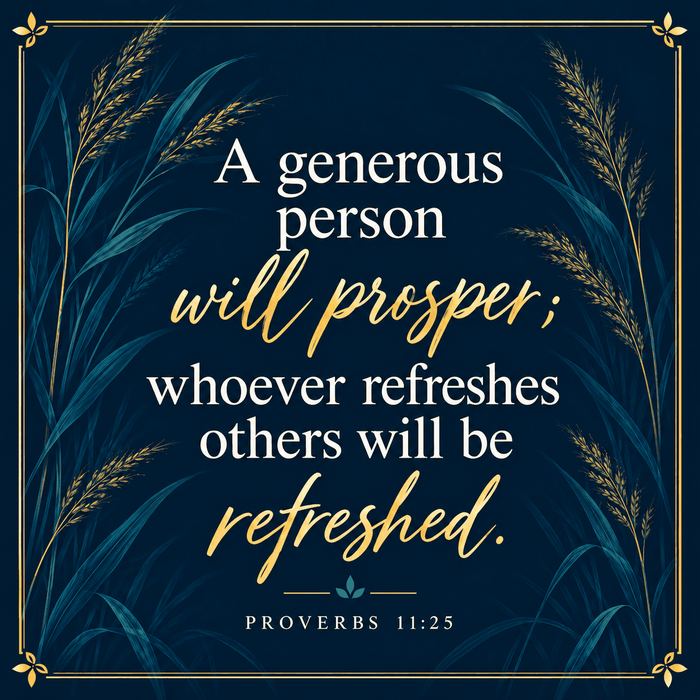 A generous
person
will prosper;
whoever refreshes
others will be
refreshed.
PROVERBS 11:25